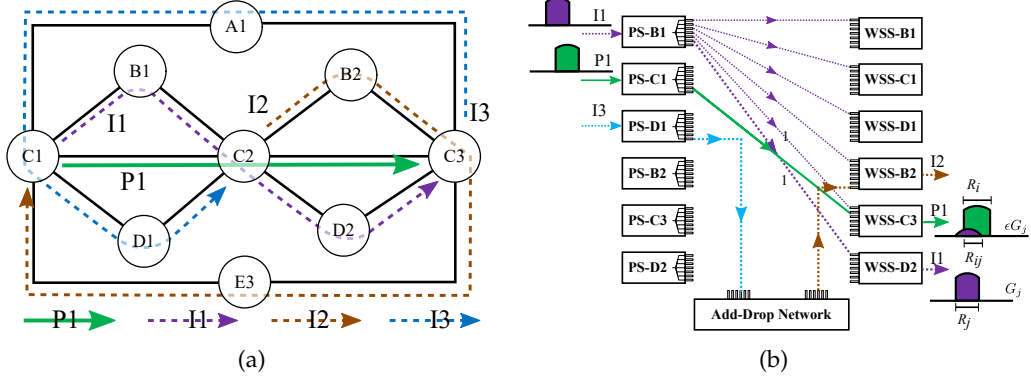 A1
B1
B2
I1
I2
I3
C1
C2
C3
P1
D1
D2
E3
P1
I1
I2
I3
(a)
I1
PS-B1
WSS-B1
P1
PS-C1
WSS-C1
I3
PS-D1
WSS-D1
1
PS-B2
WSS-B2
I2
1
PS-C3
WSS-C3
P1
R_i
ϵG_j
R_ij
PS-D2
WSS-D2
I1
G_j
R_j
Add-Drop Network
(b)